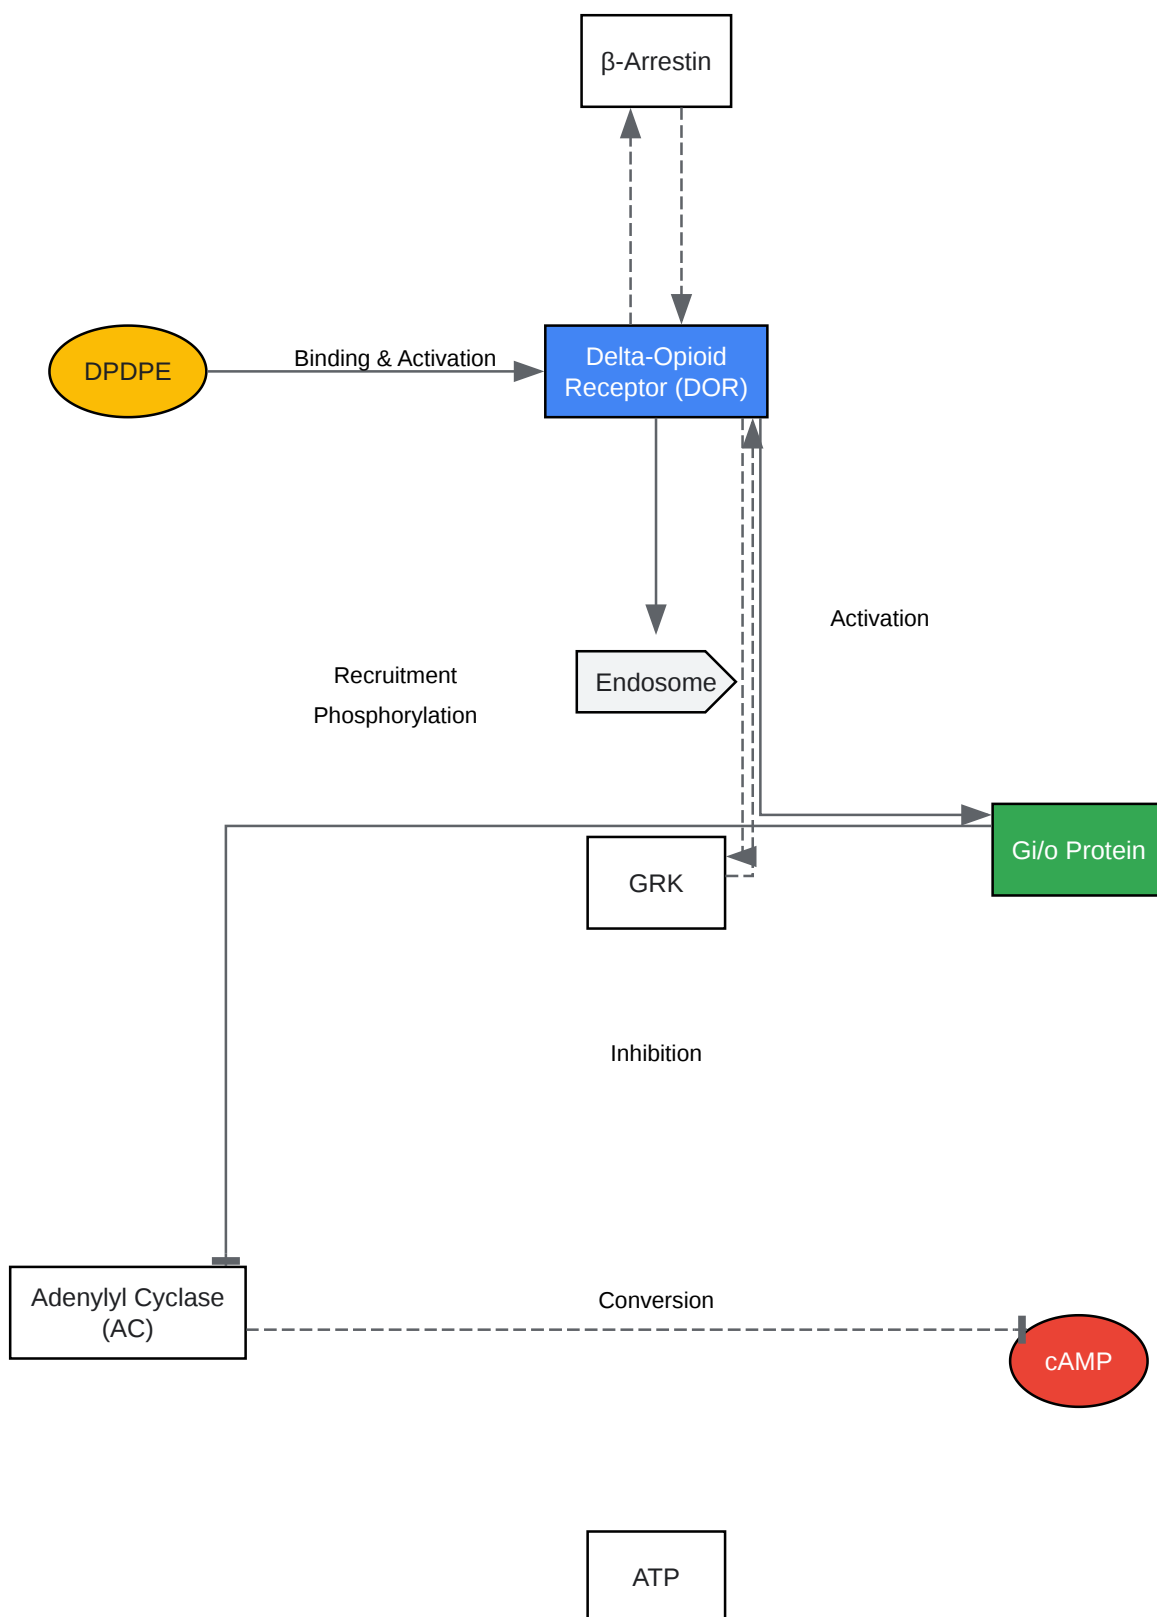 β-Arrestin
DPDPE
Binding & Activation
Delta-Opioid
Receptor (DOR)
Activation
Recruitment
Phosphorylation
Endosome
Gi/o Protein
GRK
Inhibition
Adenylyl Cyclase
(AC)
Conversion
cAMP
ATP